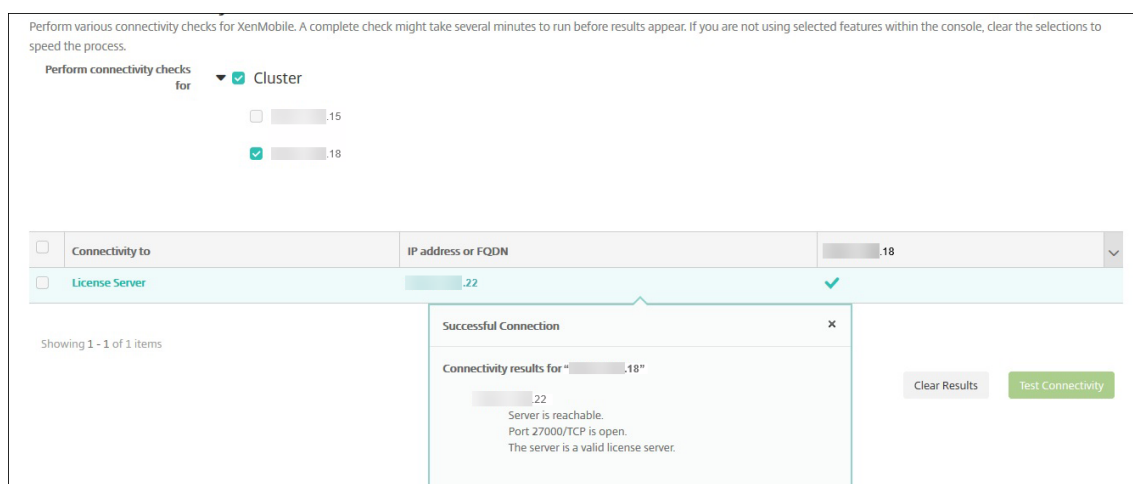 Perform various connectivity checks for XenMobile. A complete check might take several minutes to run before results appear. If you are not using selected features within the console, clear the selections to
speed the process.
Perform connectivity checks
for
Cluster
.15
.18
Connectivity to IP address or FQDN .18
License Server .22
Successful Connection ×
Showing 1 - 1 of 1 items
Connectivity results for “ .18”
Clear Results Test Connectivity
.22
Server is reachable.
Port 27000/TCP is open.
The server is a valid license server.